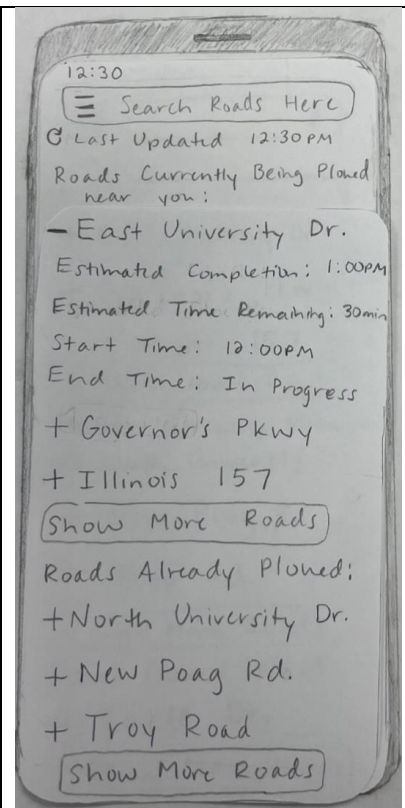 12:30
Search Roads Here
Last Updated 12:30PM
Roads Currently Being Plowed
near you:
- East University Dr.
Estimated Completion: 1:00PM
Estimated Time Remaining: 30min
Start Time: 12:00PM
End Time: In Progress
+ Governor's PKwy
+ Illinois 157
Show More Roads
Roads Already Plowed:
+ North University Dr.
+ New Poag Rd.
+ Troy Road
Show More Roads